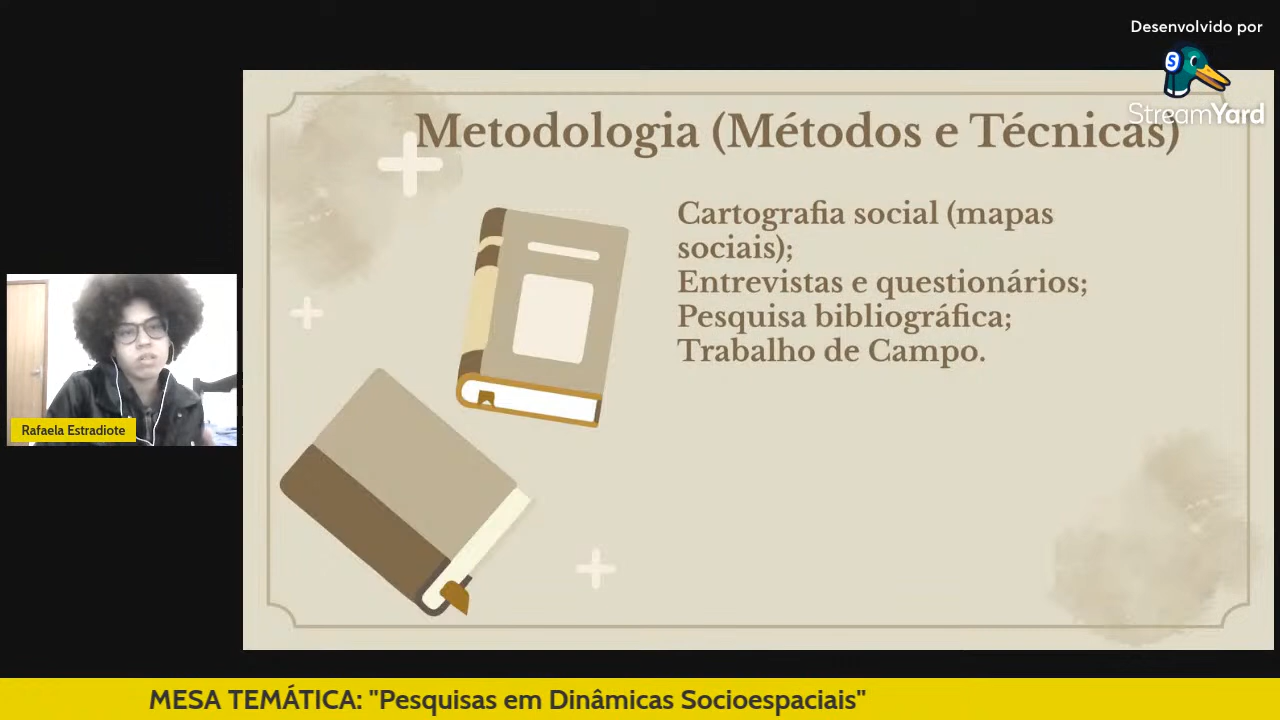 Desenvolvido por
StreamYard
Metodologia (Métodos e Técnicas)
Cartografia social (mapas
sociais);
Entrevistas e questionários;
Pesquisa bibliográfica;
Trabalho de Campo.
Rafaela Estradiote
MESA TEMÁTICA: "Pesquisas em Dinâmicas Socioespaciais"